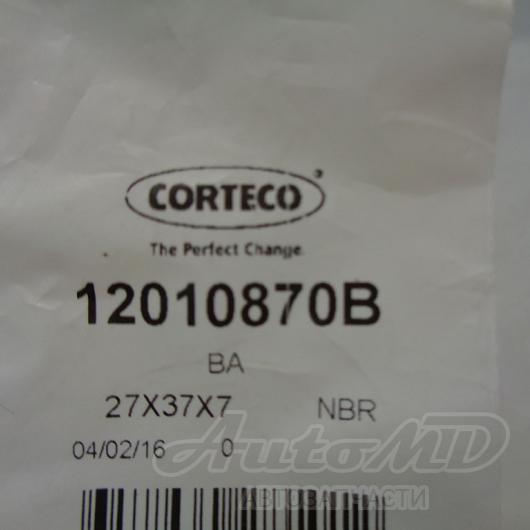 CORTECO
The Perfect Change.
12010870B
BA
27X37X7 NBR
04/02/16 0
AutoMD
АВТОЗАПЧАСТИ